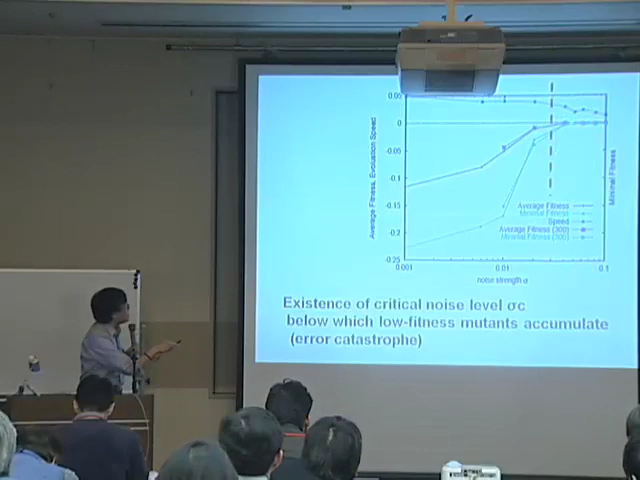 0.05
0
-0.05
-0.1
-0.15
-0.2
-0.25
0.001
0.01
0.1
noise strength σ
Average Fitness, Evolution Speed
Minimal Fitness
Average Fitness
Minimal Fitness
Speed
Average Fitness (300)
Minimal Fitness (300)
Existence of critical noise level σc
below which low-fitness mutants accumulate
(error catastrophe)